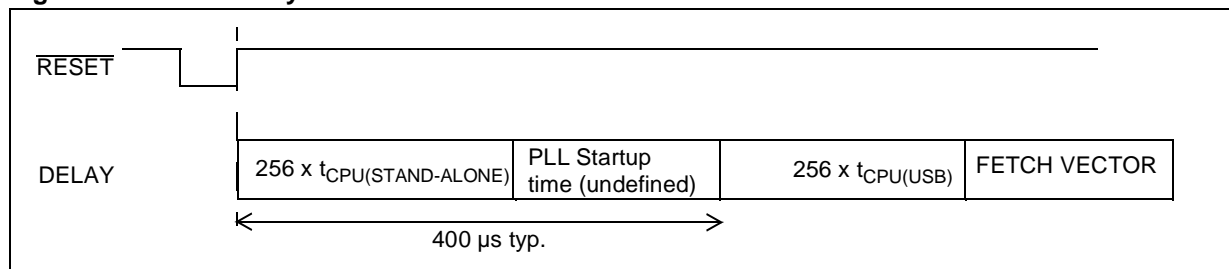 RESET
DELAY
256 x tCPU(STAND-ALONE)
PLL Startup
time (undefined)
256 x tCPU(USB)
FETCH VECTOR
400 µs typ.